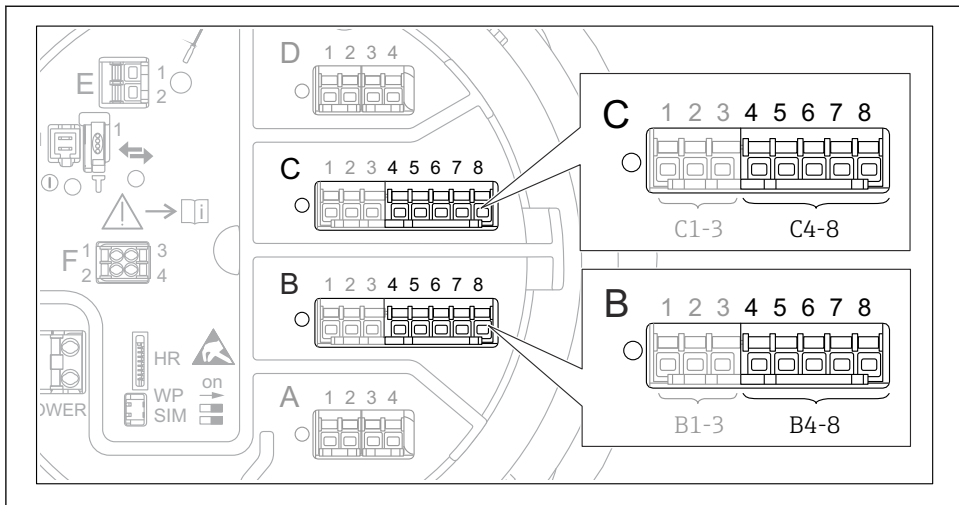 D 1 2 3 4
E 1
2
1
C 1 2 3 4 5 6 7 8
i
F 1 3
2 4
B 1 2 3 4 5 6 7 8
HR
WP on
SIM
OWER
A 1 2 3 4
C 1 2 3 4 5 6 7 8
C1-3 C4-8
B 1 2 3 4 5 6 7 8
B1-3 B4-8